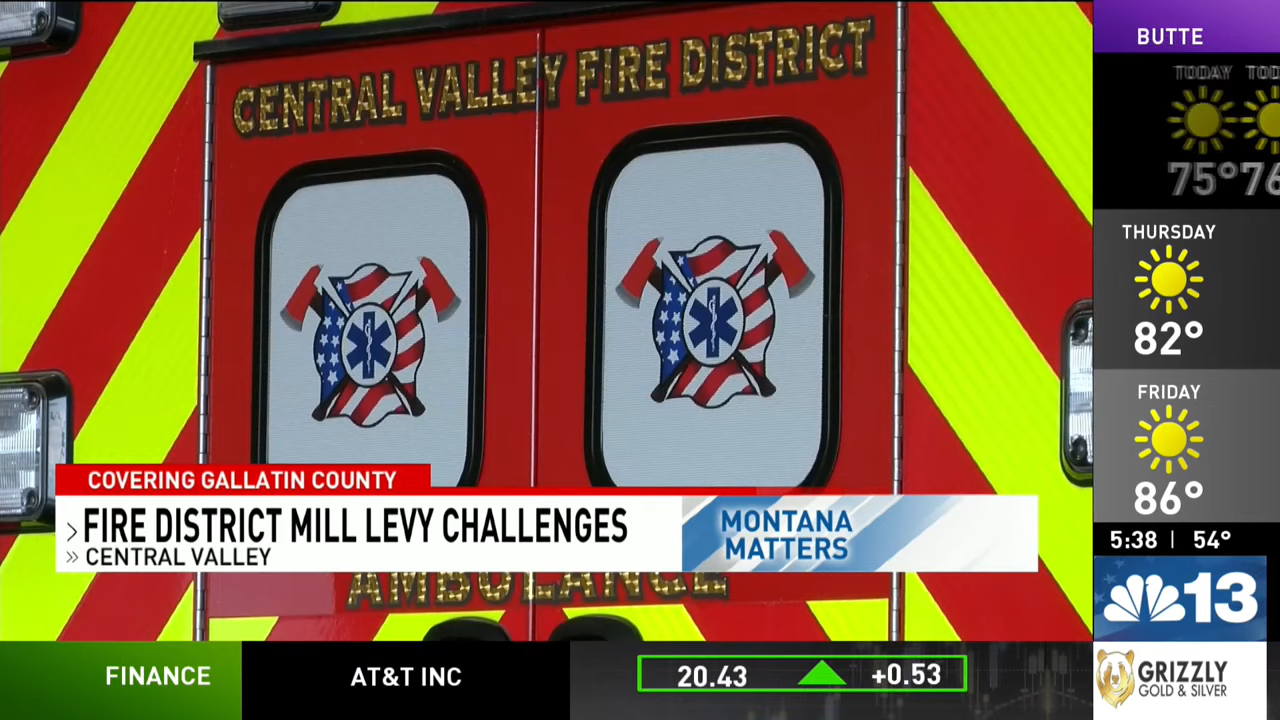 CENTRAL VALLEY FIRE DISTRICT
COVERING GALLATIN COUNTY
FIRE DISTRICT MILL LEVY CHALLENGES
CENTRAL VALLEY
MONTANA
MATTERS
AMBULANCE
FINANCE
AT&T INC
20.43
+0.53
BUTTE
TODAY
75° 76
THURSDAY
82°
FRIDAY
86°
5:38 | 54°
13
GRIZZLY
GOLD & SILVER